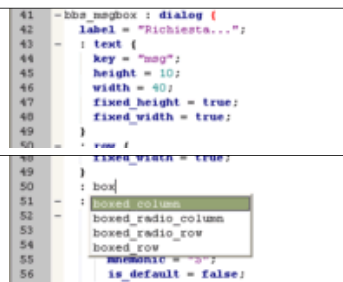 41 bbs_msgbox : dialog {
42 label = "Richiesta...";
43 : text {
44 key = "msg";
45 height = 10;
46 width = 40;
47 fixed_height = true;
48 fixed_width = true;
49 }
50 : row {
48 fixed_width = true;
49 }
50 : box
51 : boxed_column
52 boxed_radio_column
53 boxed_radio_row
54 boxed_row
55 mnemonic = "S";
56 is_default = false;